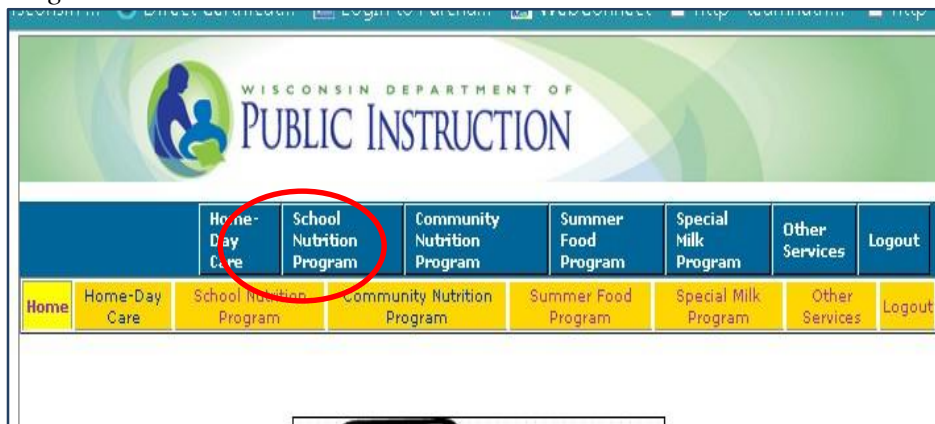 to
WISCONSIN DEPARTMENT OF
PUBLIC INSTRUCTION
Home- School Community Summer Special Other Logout
Day Nutrition Nutrition Food Milk Services
Care Program Program Program Program
Home Home-Day School Nutrition Community Nutrition Summer Food Special Milk Other Logout
Care Program Program Program Program Services